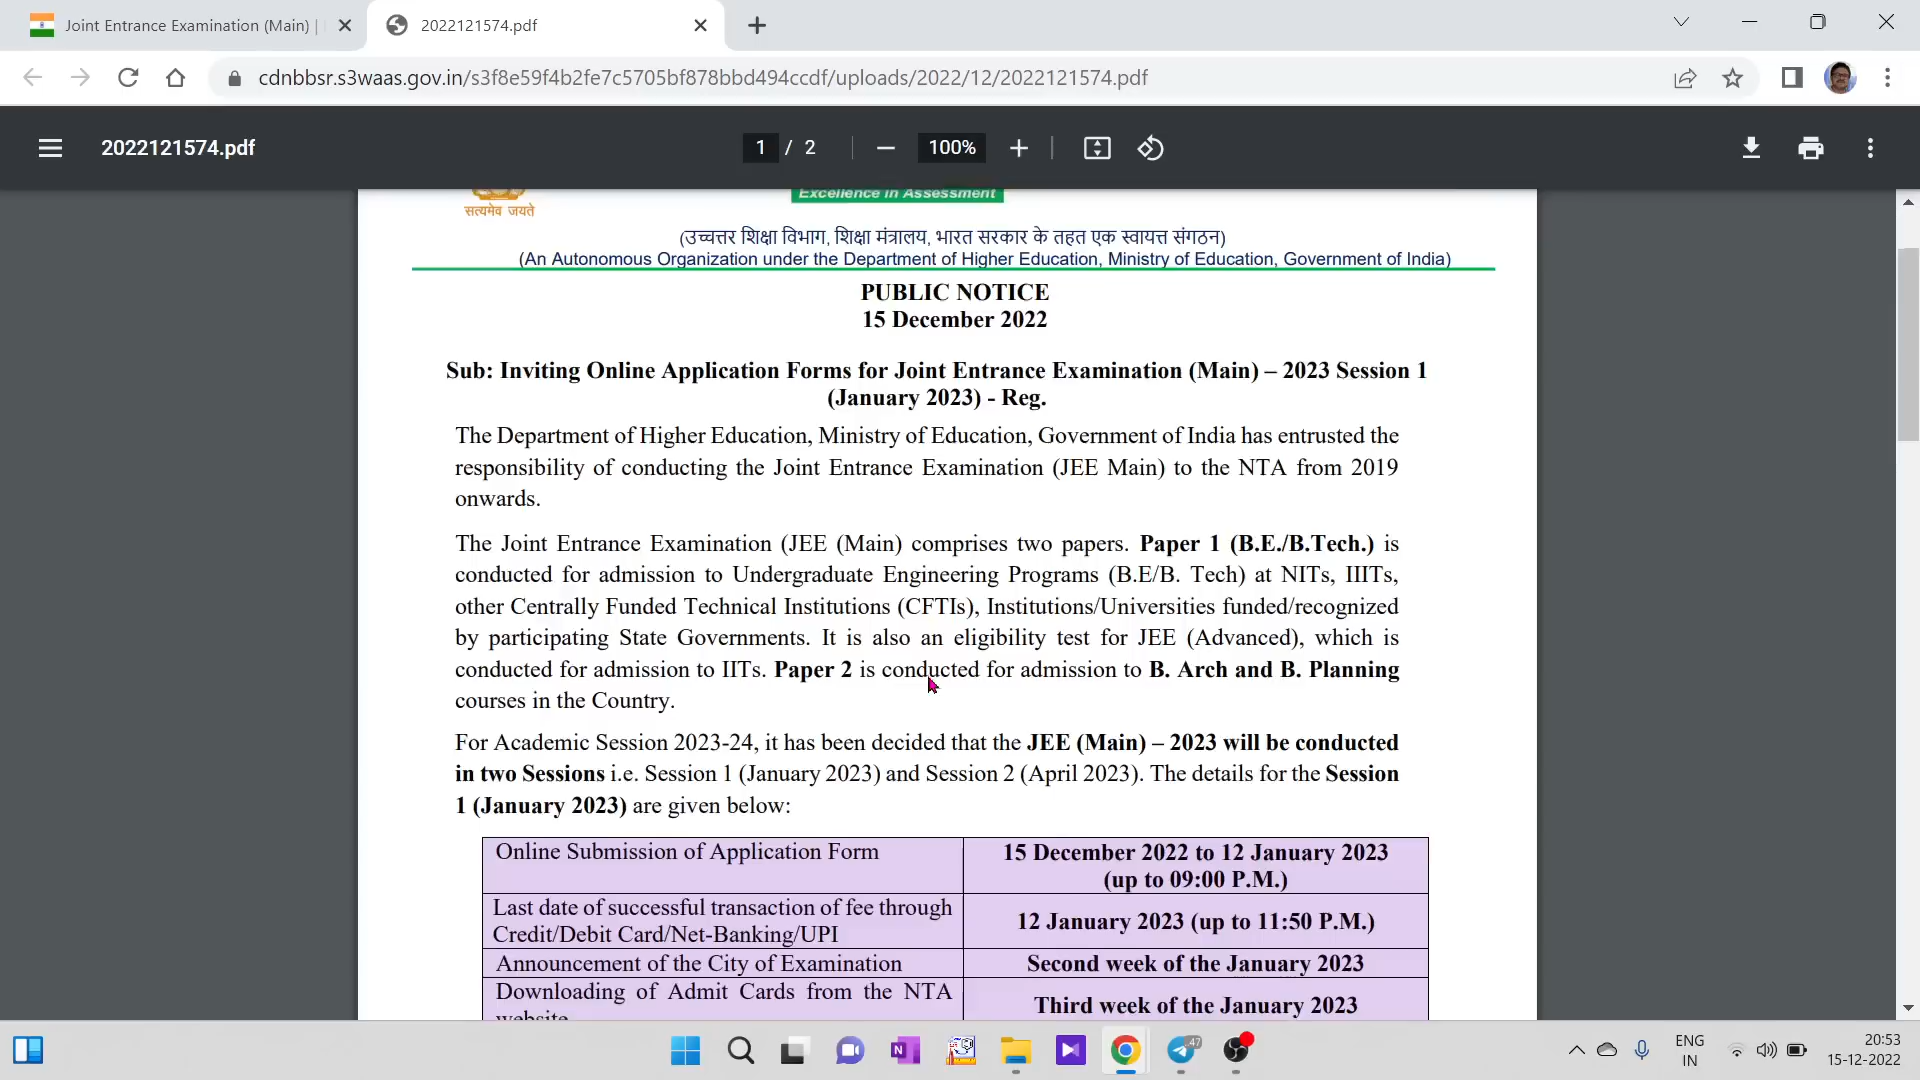 Joint Entrance Examination (Main) |
2022121574.pdf
cdnbbsr.s3waas.gov.in/s3f8e59f4b2fe7c5705bf878bbd494ccdf/uploads/2022/12/2022121574.pdf
2022121574.pdf
1 / 2
100%
Excellence in Assessment
सत्यमेव जयते
(उच्चत्तर शिक्षा विभाग, शिक्षा मंत्रालय, भारत सरकार के तहत एक स्वायत्त संगठन)
(An Autonomous Organization under the Department of Higher Education, Ministry of Education, Government of India)
PUBLIC NOTICE
15 December 2022
Sub: Inviting Online Application Forms for Joint Entrance Examination (Main) – 2023 Session 1
(January 2023) - Reg.
The Department of Higher Education, Ministry of Education, Government of India has entrusted the
responsibility of conducting the Joint Entrance Examination (JEE Main) to the NTA from 2019
onwards.
The Joint Entrance Examination (JEE (Main) comprises two papers. Paper 1 (B.E./B.Tech.) is
conducted for admission to Undergraduate Engineering Programs (B.E/B. Tech) at NITs, IIITs,
other Centrally Funded Technical Institutions (CFTIs), Institutions/Universities funded/recognized
by participating State Governments. It is also an eligibility test for JEE (Advanced), which is
conducted for admission to IITs. Paper 2 is conducted for admission to B. Arch and B. Planning
courses in the Country.
For Academic Session 2023-24, it has been decided that the JEE (Main) – 2023 will be conducted
in two Sessions i.e. Session 1 (January 2023) and Session 2 (April 2023). The details for the Session
1 (January 2023) are given below:
Online Submission of Application Form
15 December 2022 to 12 January 2023
(up to 09:00 P.M.)
Last date of successful transaction of fee through
Credit/Debit Card/Net-Banking/UPI
12 January 2023 (up to 11:50 P.M.)
Announcement of the City of Examination
Second week of the January 2023
Downloading of Admit Cards from the NTA
website
Third week of the January 2023
47
ENG
IN
20:53
15-12-2022